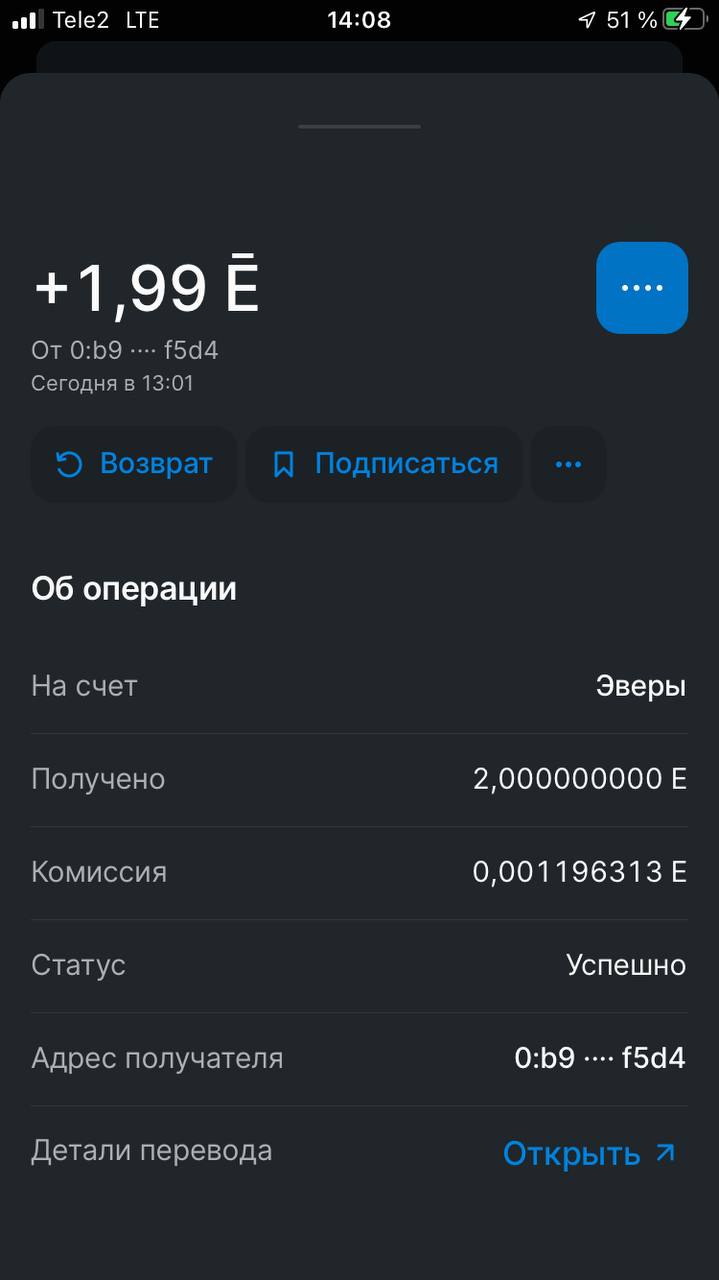 Tele2 LTE 14:08 51 %
+1,99 Ē
От 0:b9 ···· f5d4
Сегодня в 13:01
Возврат Подписаться
Об операции
На счет Эверы
Получено 2,000000000 E
Комиссия 0,001196313 E
Статус Успешно
Адрес получателя 0:b9 ···· f5d4
Детали перевода Открыть